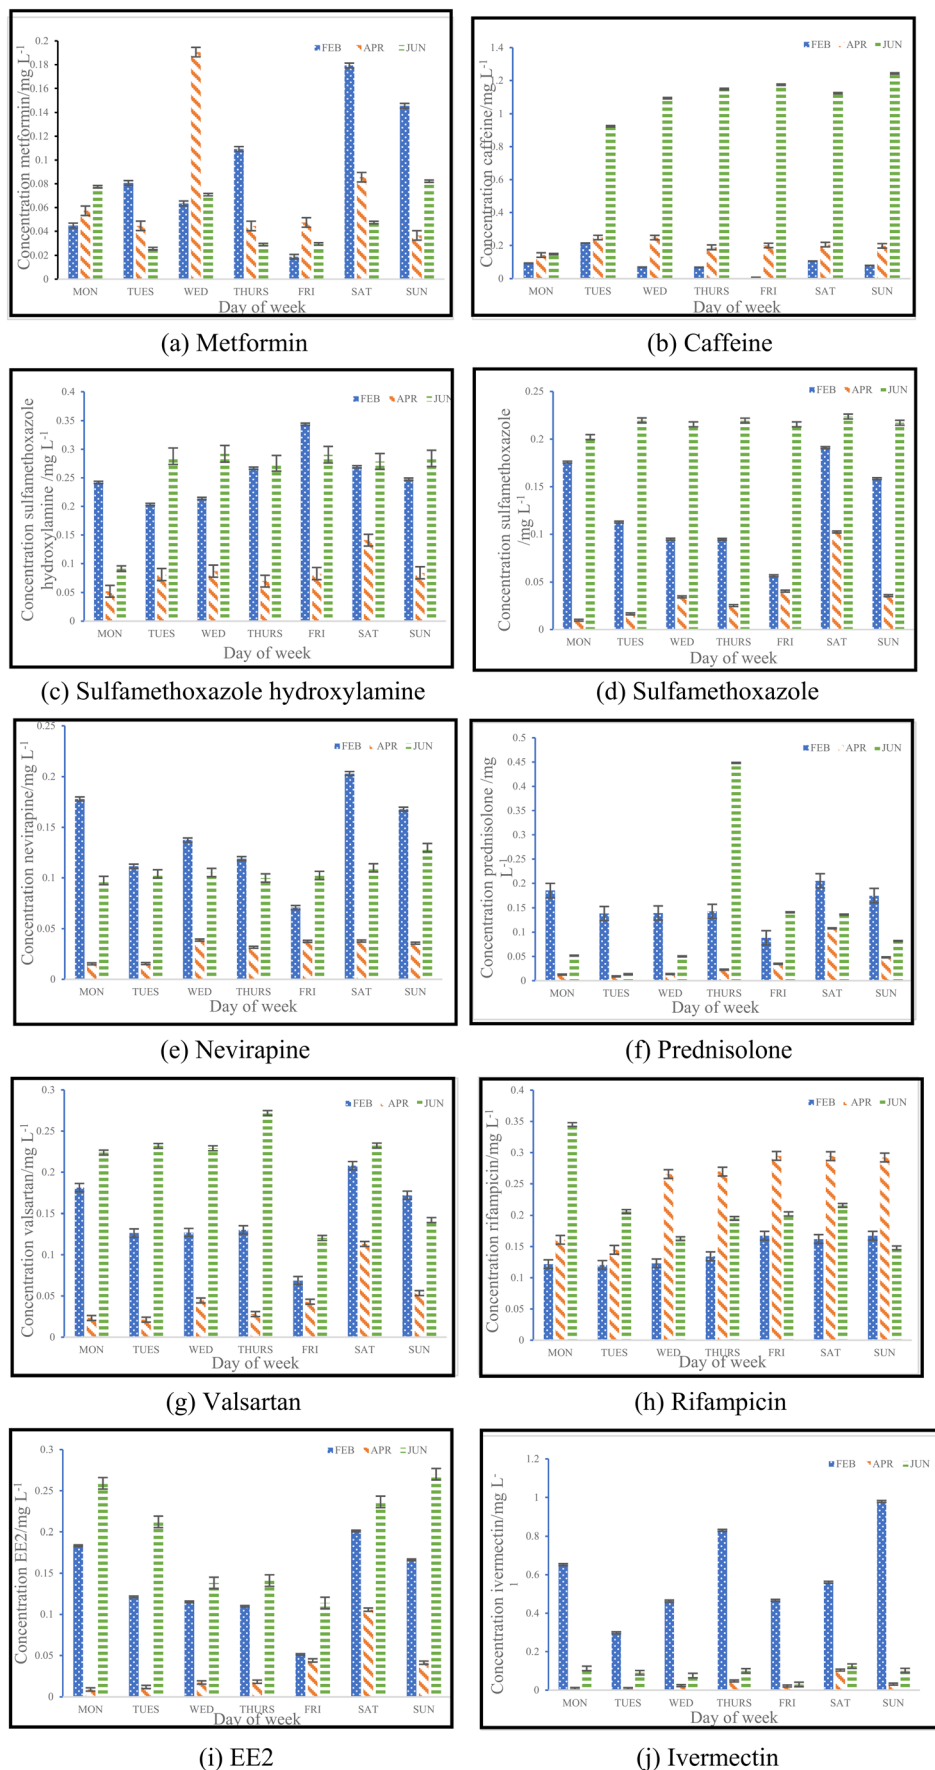 FEB APR JUN
Concentration metformin/mg L-1
0.2
0.18
0.16
0.14
0.12
0.1
0.08
0.06
0.04
0.02
0
MON TUES WED THURS FRI SAT SUN
Day of week
(a) Metformin
FEB APR JUN
Concentration caffeine/mg L-1
1.4
1.2
1
0.8
0.6
0.4
0.2
0
MON TUES WED THURS FRI SAT SUN
Day of week
(b) Caffeine
FEB APR JUN
Concentration sulfamethoxazole
hydroxylamine /mg L-1
0.4
0.35
0.3
0.25
0.2
0.15
0.1
0.05
0
MON TUES WED THURS FRI SAT SUN
Day of week
(c) Sulfamethoxazole hydroxylamine
FEB APR JUN
Concentration sulfamethoxazole
/mg L-1
0.25
0.2
0.15
0.1
0.05
0
MON TUES WED THURS FRI SAT SUN
Day of week
(d) Sulfamethoxazole
FEB APR JUN
Concentration nevirapine/mg L-1
0.25
0.2
0.15
0.1
0.05
0
MON TUES WED THURS FRI SAT SUN
Day of week
(e) Nevirapine
FEB APR JUN
Concentration prednisolone /mg
L-1
0.5
0.45
0.4
0.35
0.3
0.25
0.2
0.15
0.1
0.05
0
MON TUES WED THURS FRI SAT SUN
Day of week
(f) Prednisolone
FEB APR JUN
Concentration valsartan/mg L-1
0.3
0.25
0.2
0.15
0.1
0.05
0
MON TUES WED THURS FRI SAT SUN
Day of week
(g) Valsartan
FEB APR JUN
Concentration rifampicin/mg L-1
0.4
0.35
0.3
0.25
0.2
0.15
0.1
0.05
0
MON TUES WED THURS FRI SAT SUN
Day of week
(h) Rifampicin
FEB APR JUN
Concentration EE2/mg L-1
0.3
0.25
0.2
0.15
0.1
0.05
0
MON TUES WED THURS FRI SAT SUN
Day of week
(i) EE2
FEB APR JUN
Concentration ivermectin/mg L-
1
1.2
1
0.8
0.6
0.4
0.2
0
MON TUES WED THURS FRI SAT SUN
Day of week
(j) Ivermectin